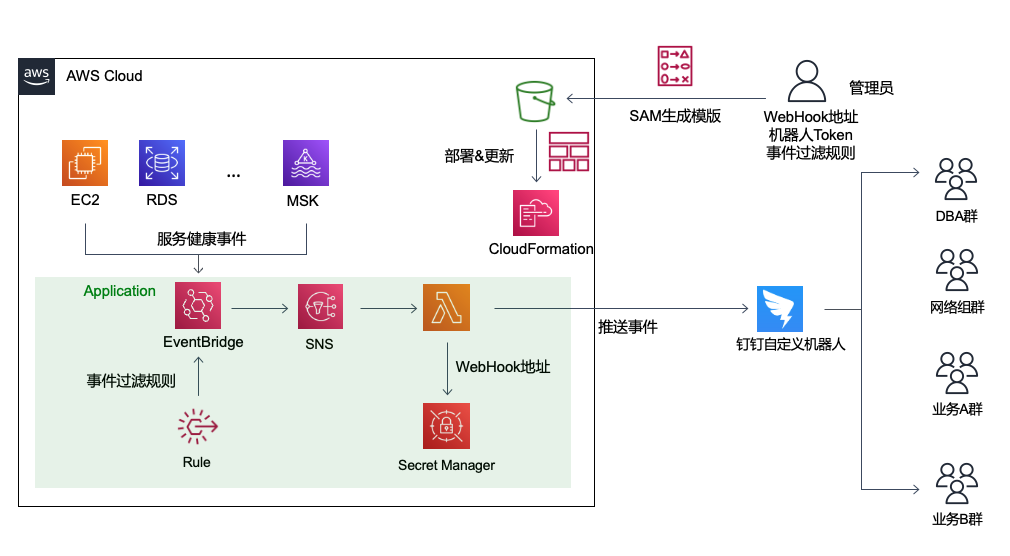 aws
AWS Cloud
SAM生成模版
管理员
WebHook地址
机器人Token
事件过滤规则
部署&更新
EC2
RDS
...
MSK
CloudFormation
服务健康事件
DBA群
Application
EventBridge
SNS
推送事件
钉钉自定义机器人
网络组群
事件过滤规则
WebHook地址
业务A群
Rule
Secret Manager
业务B群